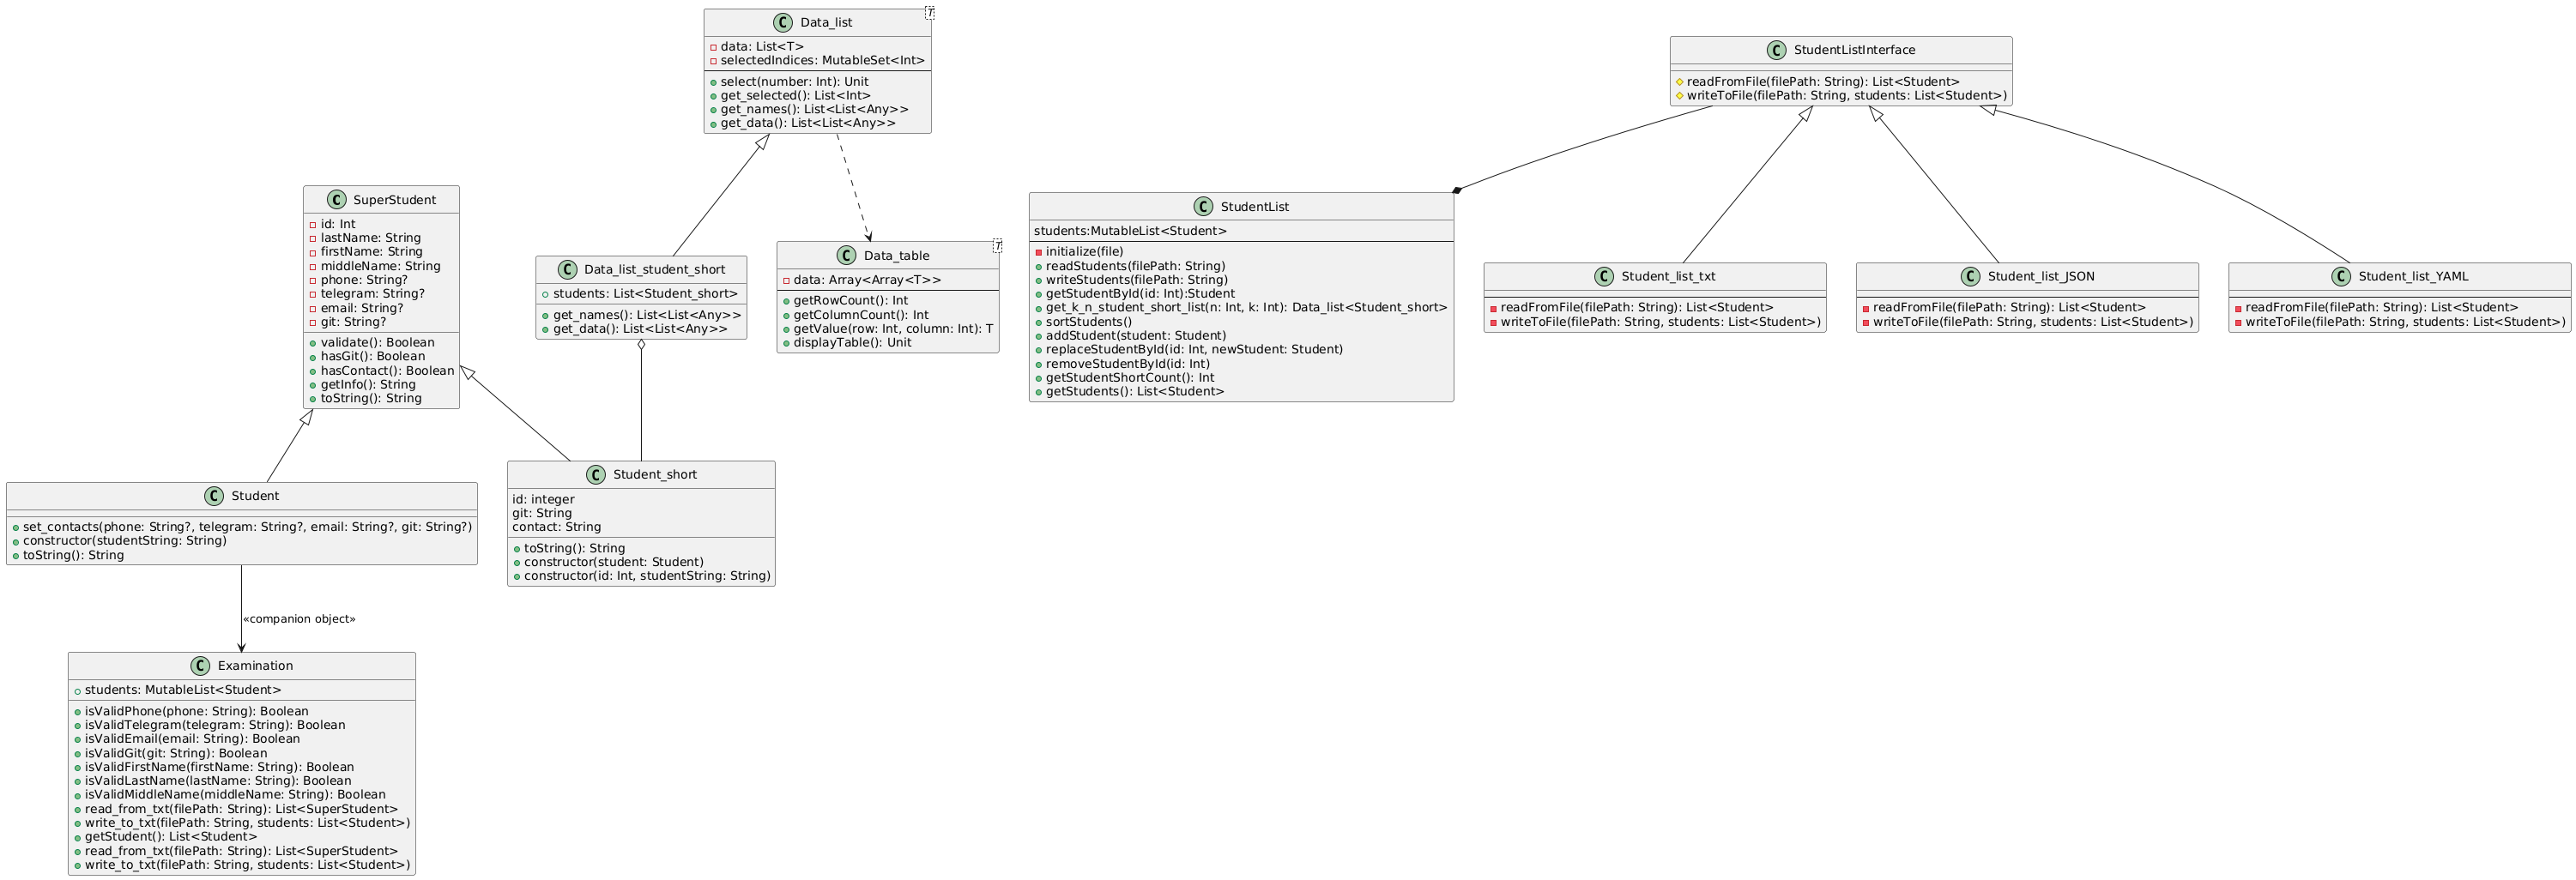 Data_list
T
data: List<T>
selectedIndices: MutableSet<Int>
select(number: Int): Unit
get_selected(): List<Int>
get_names(): List<List<Any>>
get_data(): List<List<Any>>
StudentListInterface
readFromFile(filePath: String): List<Student>
writeToFile(filePath: String, students: List<Student>)
SuperStudent
id: Int
lastName: String
firstName: String
middleName: String
phone: String?
telegram: String?
email: String?
git: String?
validate(): Boolean
hasGit(): Boolean
hasContact(): Boolean
getInfo(): String
toString(): String
Data_list_student_short
students: List<Student_short>
get_names(): List<List<Any>>
get_data(): List<List<Any>>
Data_table
T
data: Array<Array<T>>
getRowCount(): Int
getColumnCount(): Int
getValue(row: Int, column: Int): T
displayTable(): Unit
StudentList
students:MutableList<Student>
initialize(file)
readStudents(filePath: String)
writeStudents(filePath: String)
getStudentById(id: Int):Student
get_k_n_student_short_list(n: Int, k: Int): Data_list<Student_short>
sortStudents()
addStudent(student: Student)
replaceStudentById(id: Int, newStudent: Student)
removeStudentById(id: Int)
getStudentShortCount(): Int
getStudents(): List<Student>
Student_list_txt
readFromFile(filePath: String): List<Student>
writeToFile(filePath: String, students: List<Student>)
Student_list_JSON
readFromFile(filePath: String): List<Student>
writeToFile(filePath: String, students: List<Student>)
Student_list_YAML
readFromFile(filePath: String): List<Student>
writeToFile(filePath: String, students: List<Student>)
Student
set_contacts(phone: String?, telegram: String?, email: String?, git: String?)
constructor(studentString: String)
toString(): String
Student_short
id: integer
git: String
contact: String
toString(): String
constructor(student: Student)
constructor(id: Int, studentString: String)
«companion object»
Examination
students: MutableList<Student>
isValidPhone(phone: String): Boolean
isValidTelegram(telegram: String): Boolean
isValidEmail(email: String): Boolean
isValidGit(git: String): Boolean
isValidFirstName(firstName: String): Boolean
isValidLastName(lastName: String): Boolean
isValidMiddleName(middleName: String): Boolean
read_from_txt(filePath: String): List<SuperStudent>
write_to_txt(filePath: String, students: List<Student>)
getStudent(): List<Student>
read_from_txt(filePath: String): List<SuperStudent>
write_to_txt(filePath: String, students: List<Student>)